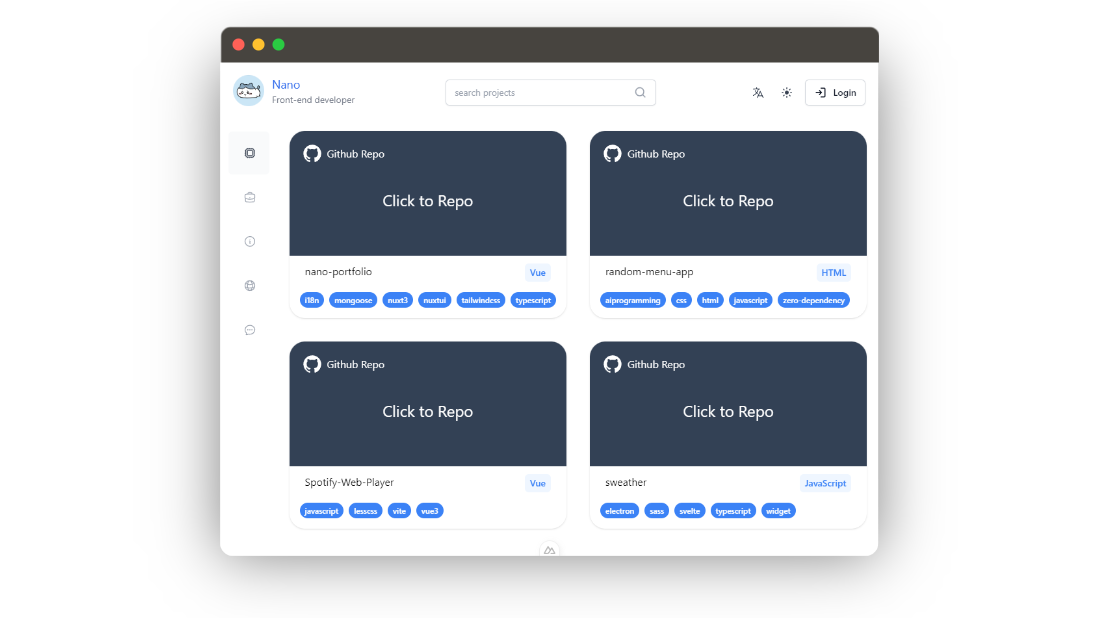 Nano
Front-end developer
search projects
Login
Github Repo
Click to Repo
nano-portfolio
Vue
i18n mongoose nuxt3 nuxtui tailwindcss typescript
Github Repo
Click to Repo
random-menu-app
HTML
aiprogramming css html javascript zero-dependency
Github Repo
Click to Repo
Spotify-Web-Player
Vue
javascript lesscss vite vue3
Github Repo
Click to Repo
sweather
JavaScript
electron sass svelte typescript widget